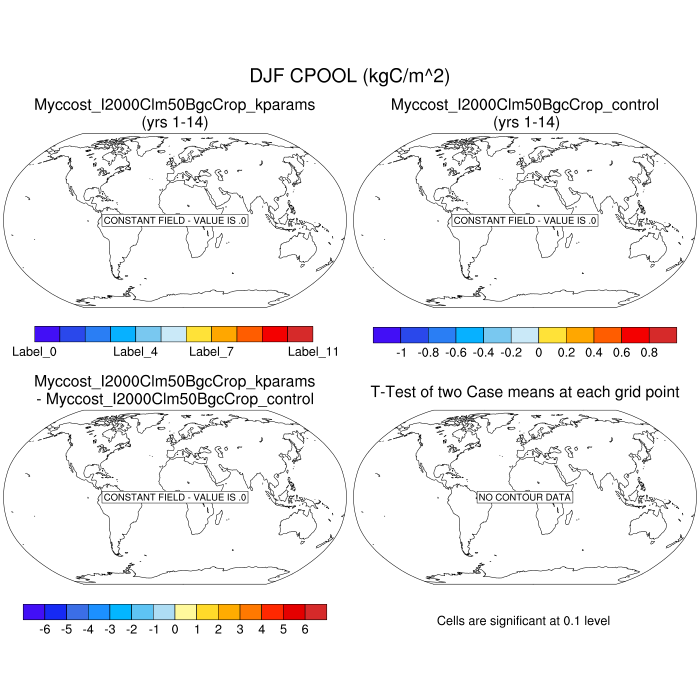 DJF CPOOL (kgC/m^2)
Myccost_I2000Clm50BgcCrop_kparams
(yrs 1-14)
Myccost_I2000Clm50BgcCrop_control
(yrs 1-14)
CONSTANT FIELD - VALUE IS .0
CONSTANT FIELD - VALUE IS .0
Label_0 Label_4 Label_7 Label_11
-1 -0.8 -0.6 -0.4 -0.2 0 0.2 0.4 0.6 0.8
Myccost_I2000Clm50BgcCrop_kparams
- Myccost_I2000Clm50BgcCrop_control
T-Test of two Case means at each grid point
CONSTANT FIELD - VALUE IS .0
NO CONTOUR DATA
-6 -5 -4 -3 -2 -1 0 1 2 3 4 5 6
Cells are significant at 0.1 level